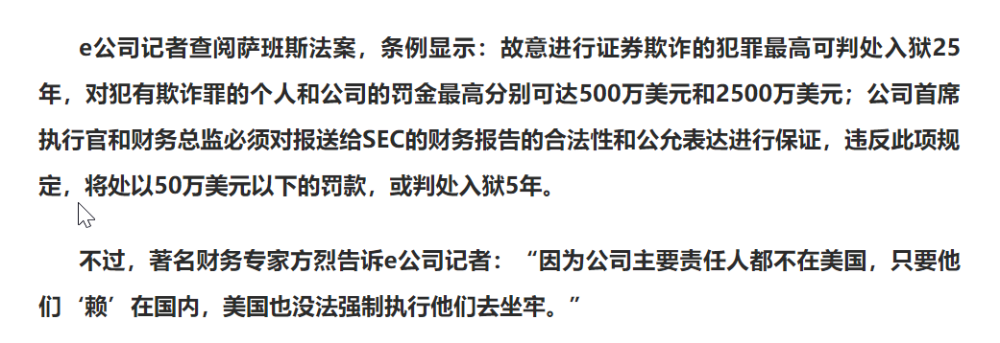 e公司记者查阅萨班斯法案，条例显示：故意进行证券欺诈的犯罪最高可判处入狱25
年，对犯有欺诈罪的个人和公司的罚金最高分别可达500万美元和2500万美元；公司首席
执行官和财务总监必须对报送给SEC的财务报告的合法性和公允表达进行保证，违反此项规
定，将处以50万美元以下的罚款，或判处入狱5年。
不过，著名财务专家方烈告诉e公司记者：“因为公司主要责任人都不在美国，只要他
们‘赖’在国内，美国也没法强制执行他们去坐牢。”